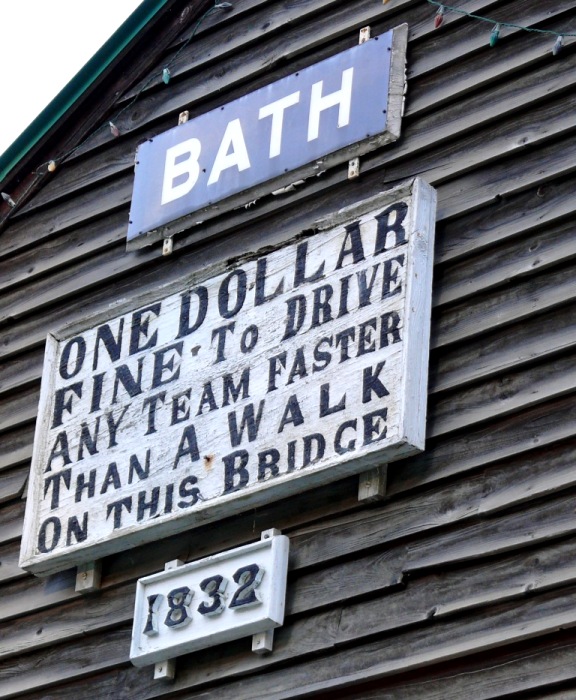 BATH
ONE DOLLAR
FINE TO DRIVE
ANY TEAM FASTER
THAN A WALK
ON THIS BRIDGE
1832